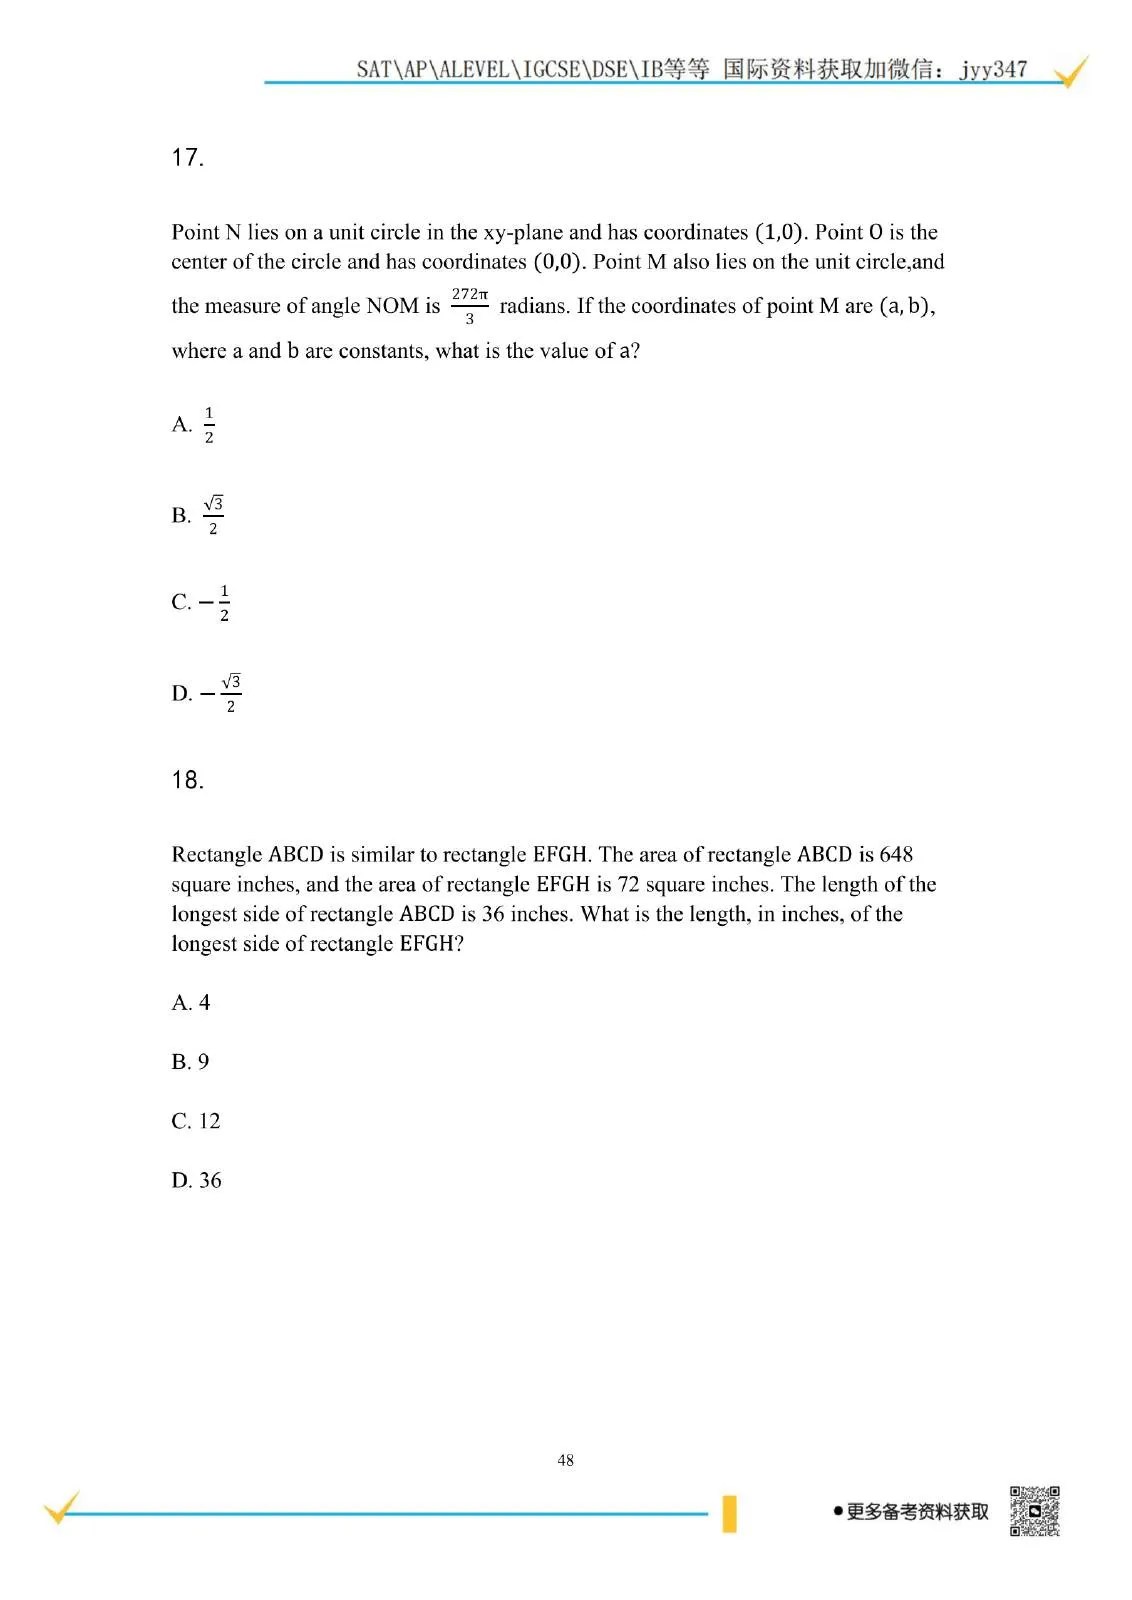 SAT\AP\ALEVEL\IGCSE\DSE\IB等等 国际资料获取加微信：jyy347
17.
Point N lies on a unit circle in the xy-plane and has coordinates (1,0). Point O is the
center of the circle and has coordinates (0,0). Point M also lies on the unit circle,and
the measure of angle NOM is 272π/3 radians. If the coordinates of point M are (a, b),
where a and b are constants, what is the value of a?
A. 1/2
B. √3/2
C. −1/2
D. −√3/2
18.
Rectangle ABCD is similar to rectangle EFGH. The area of rectangle ABCD is 648
square inches, and the area of rectangle EFGH is 72 square inches. The length of the
longest side of rectangle ABCD is 36 inches. What is the length, in inches, of the
longest side of rectangle EFGH?
A. 4
B. 9
C. 12
D. 36
48
●更多备考资料获取